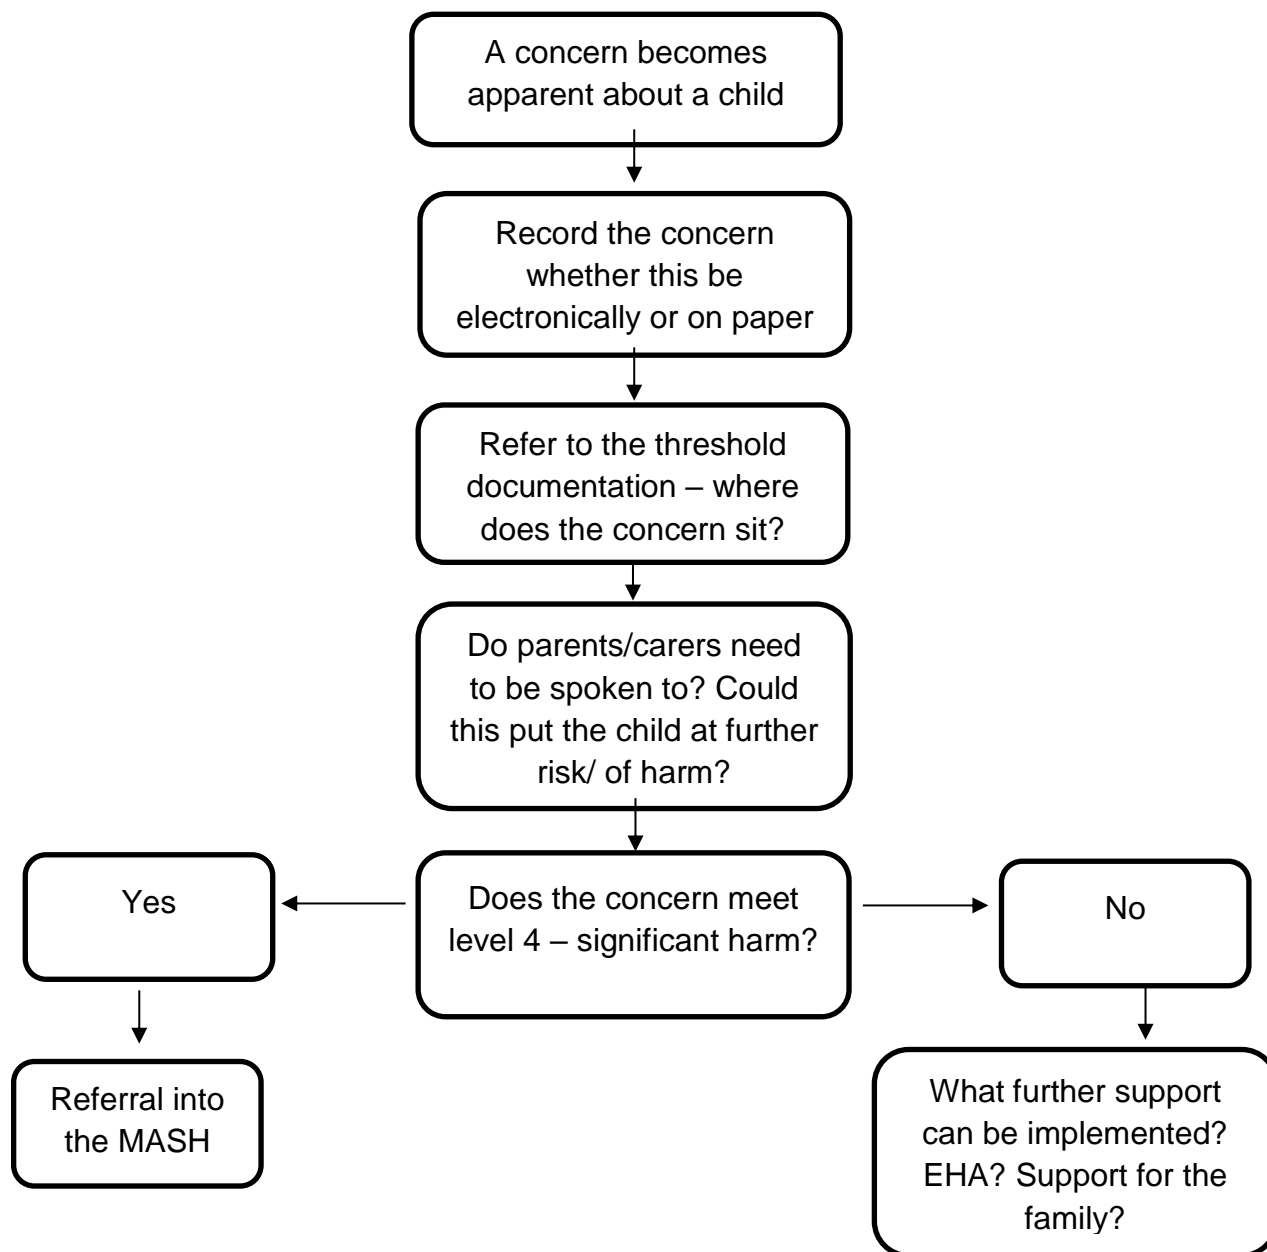 A concern becomes
apparent about a child
Record the concern
whether this be
electronically or on paper
Refer to the threshold
documentation – where
does the concern sit?
Do parents/carers need
to be spoken to? Could
this put the child at further
risk/ of harm?
Yes
Does the concern meet
level 4 – significant harm?
No
Referral into
the MASH
What further support
can be implemented?
EHA? Support for the
family?